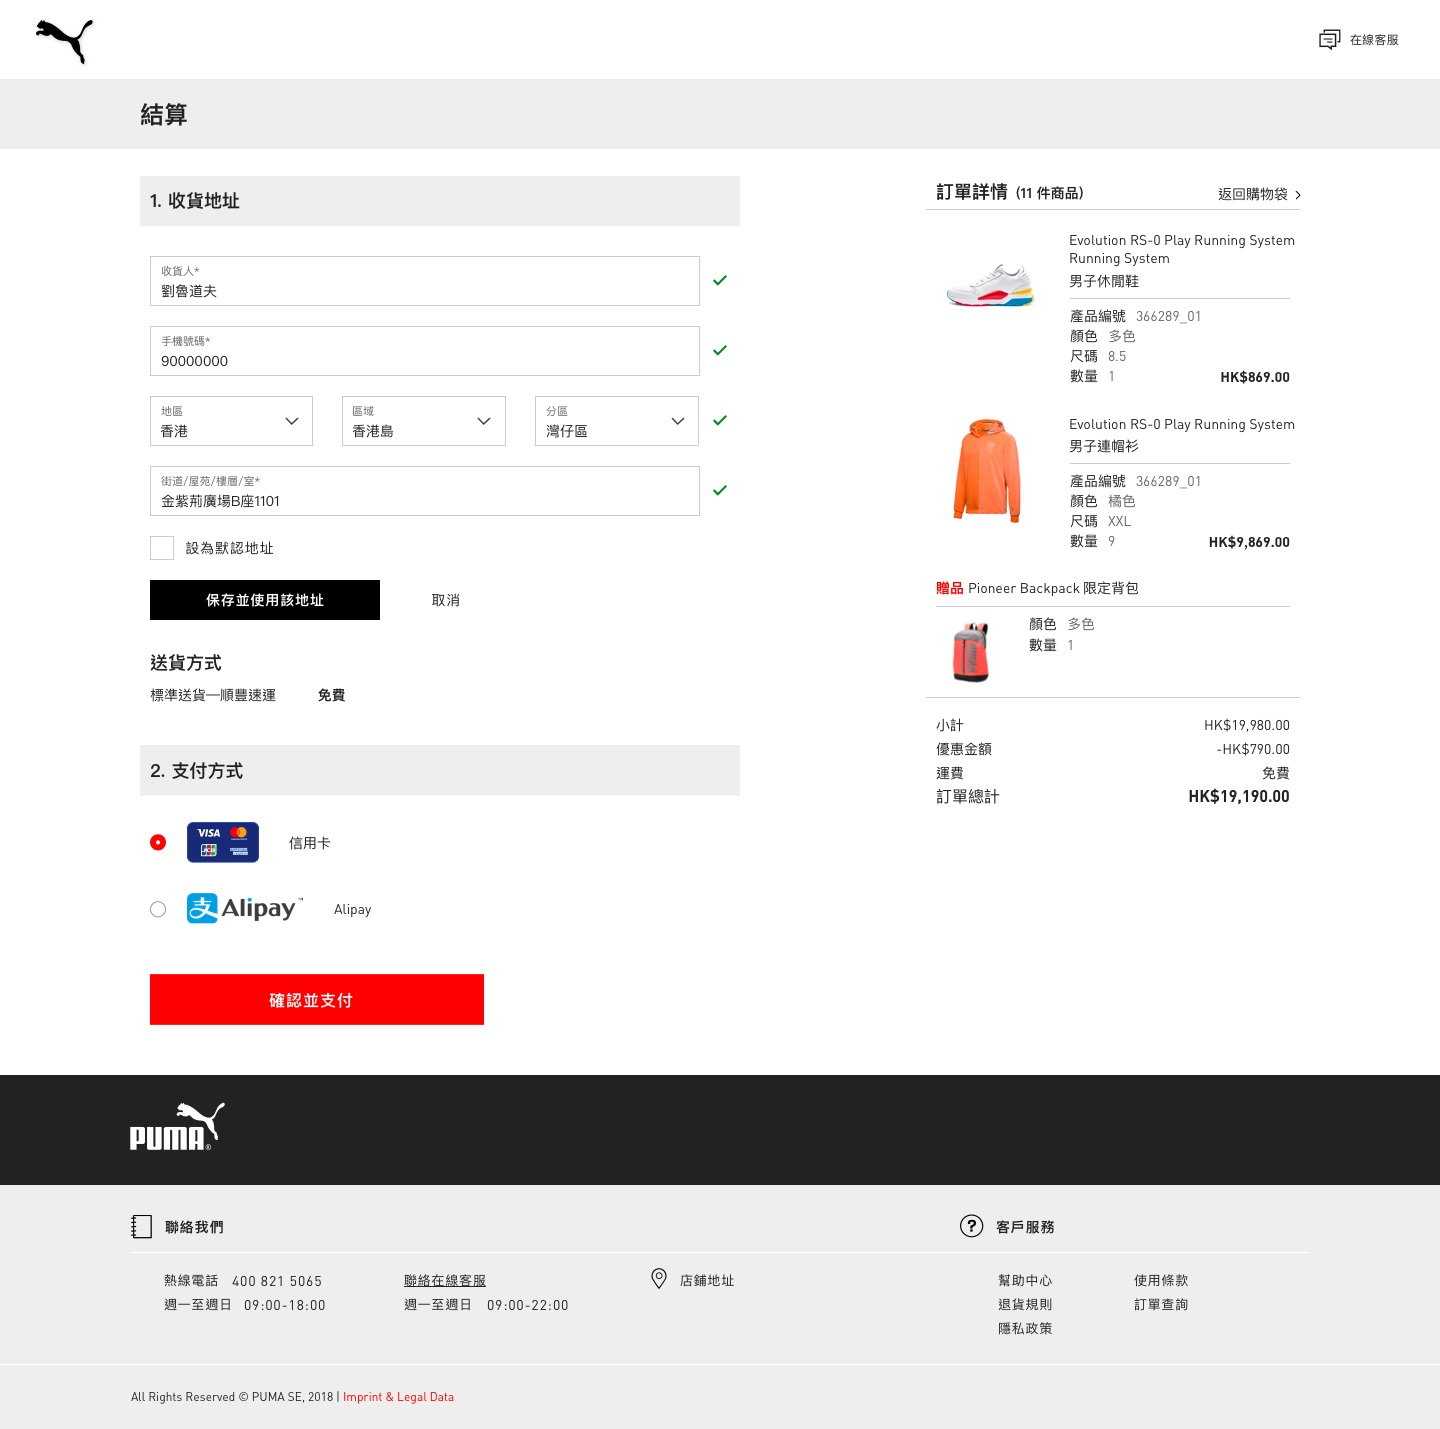 在線客服
結算
1. 收貨地址
收貨人*
劉魯道夫
手機號碼*
90000000
地區
香港
區域
香港島
分區
灣仔區
街道/屋苑/樓層/室*
金紫荊廣場B座1101
設為默認地址
保存並使用該地址
取消
送貨方式
標準送貨—順豐速運 免費
2. 支付方式
VISA
JCB
信用卡
支 Alipay™
Alipay
確認並支付
訂單詳情 (11 件商品)
返回購物袋
Evolution RS-0 Play Running System
Running System
男子休閒鞋
產品編號 366289_01
顏色 多色
尺碼 8.5
數量 1
HK$869.00
Evolution RS-0 Play Running System
男子連帽衫
產品編號 366289_01
顏色 橘色
尺碼 XXL
數量 9
HK$9,869.00
贈品 Pioneer Backpack 限定背包
顏色 多色
數量 1
小計 HK$19,980.00
優惠金額 -HK$790.00
運費 免費
訂單總計 HK$19,190.00
PUMA®
聯絡我們
熱線電話 400 821 5065
週一至週日 09:00-18:00
聯絡在線客服
週一至週日 09:00-22:00
店鋪地址
客戶服務
幫助中心
退貨規則
隱私政策
使用條款
訂單查詢
All Rights Reserved © PUMA SE, 2018 | Imprint & Legal Data